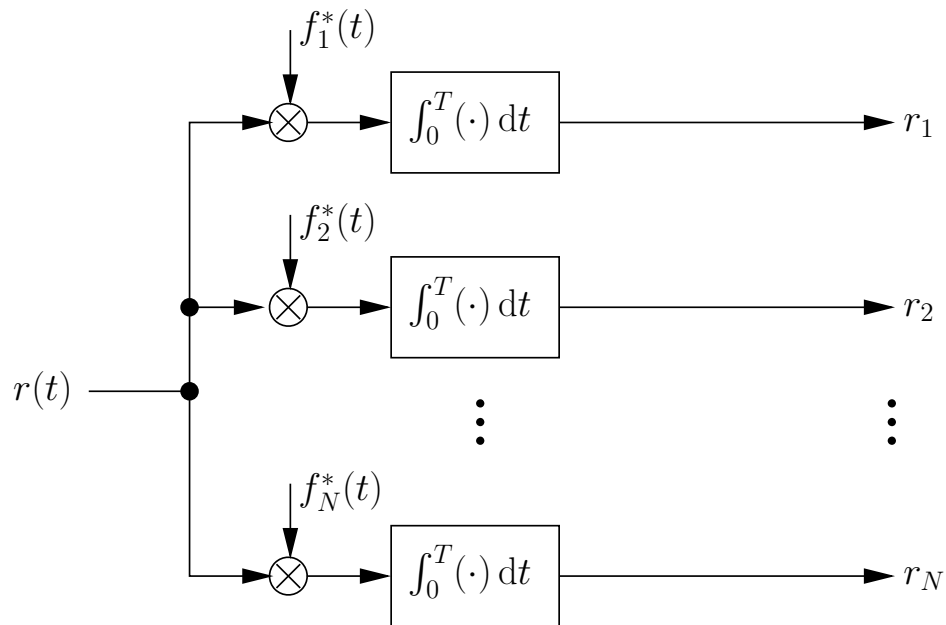 f_1^*(t)
∫_0^T(·) dt
r_1
f_2^*(t)
∫_0^T(·) dt
r_2
r(t)
f_N^*(t)
∫_0^T(·) dt
r_N